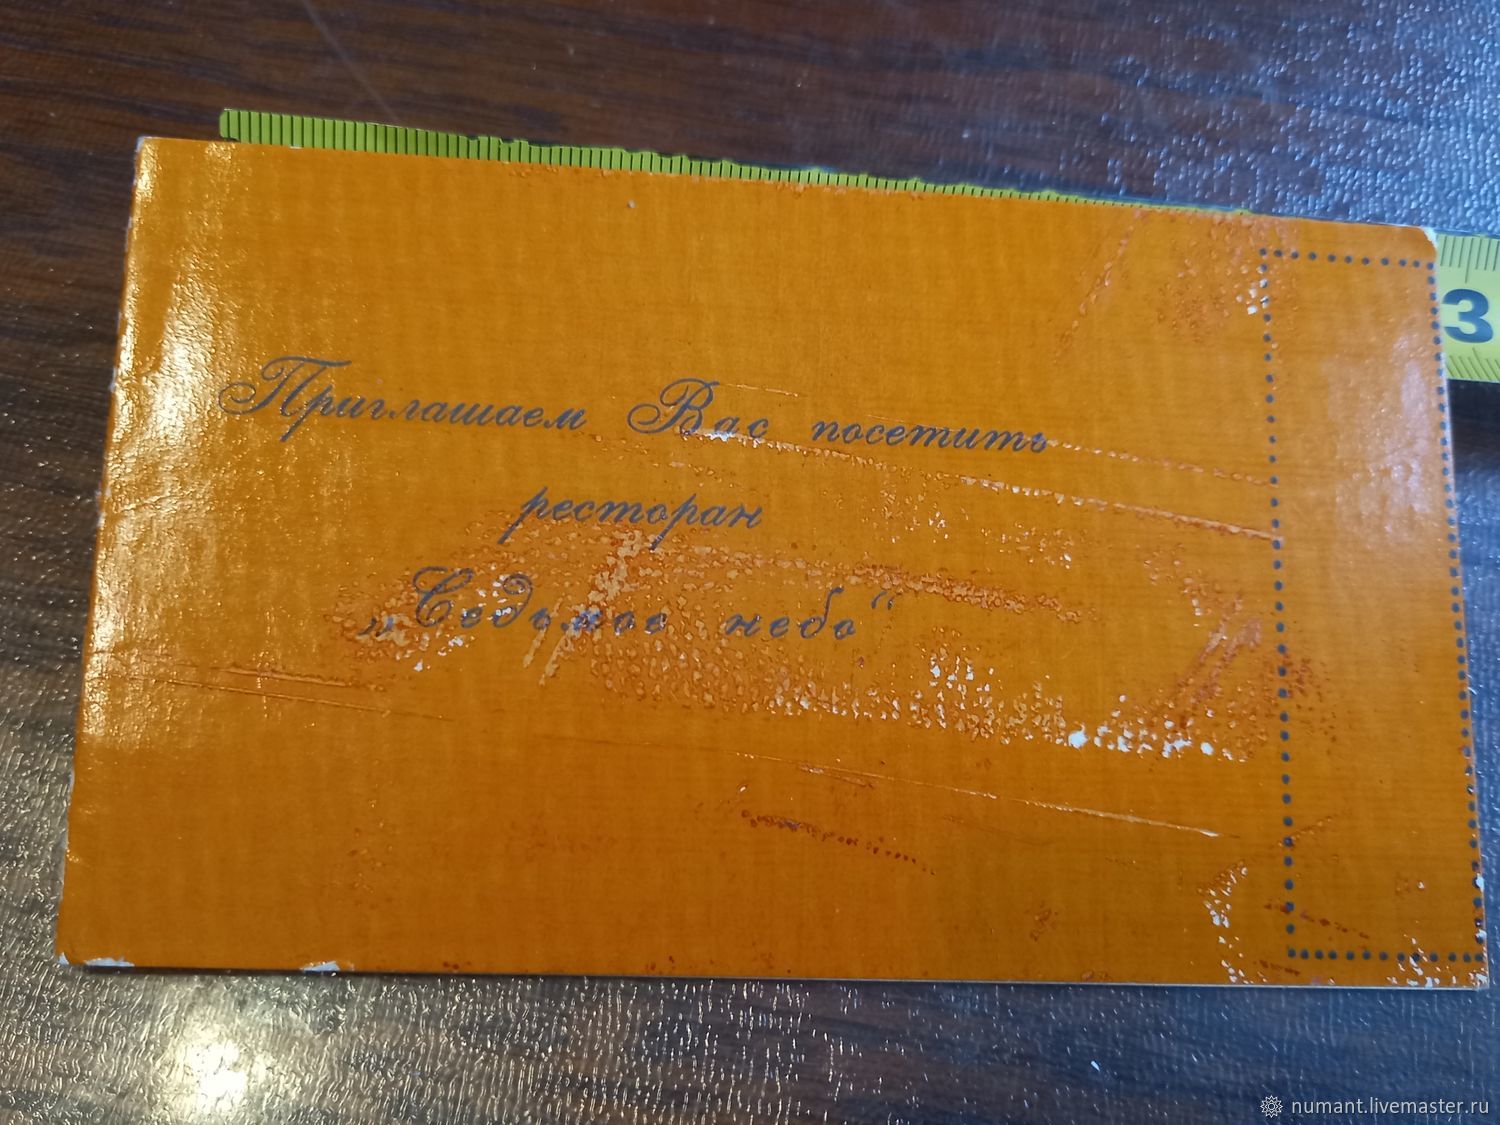 Приглашаем Вас посетить
ресторан
„Седьмое небо“
3
numant.livemaster.ru